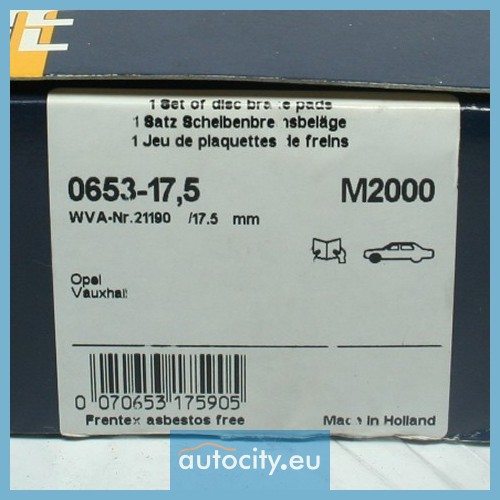 1 Set of disc brake pads
1 Satz Scheibenbremsbeläge
1 Jeu de plaquettes de freins
0653-17,5 M2000
WVA-Nr.21190 /17.5 mm
Opel
Vauxhall
0 070653 175905
Frentex asbestos free Made in Holland
autocity.eu